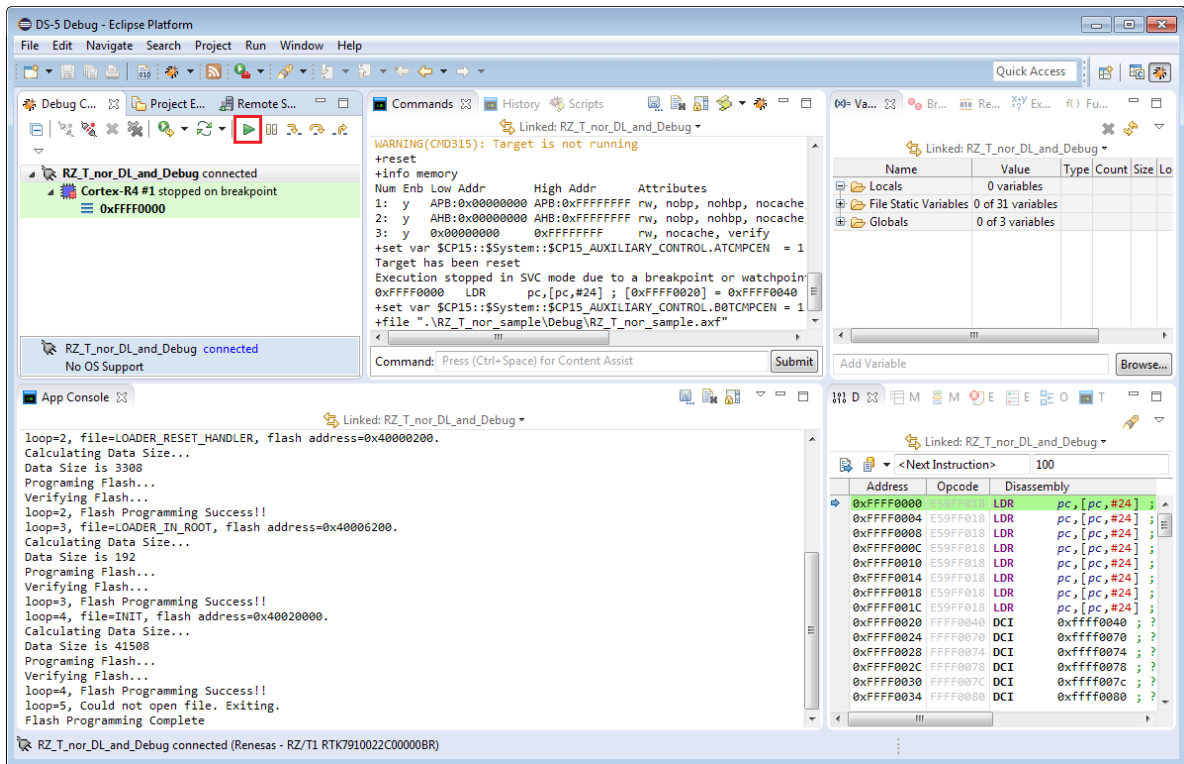 DS-5 Debug - Eclipse Platform
File Edit Navigate Search Project Run Window Help
Quick Access
Debug C... Project E... Remote S...
RZ_T_nor_DL_and_Debug connected
Cortex-R4 #1 stopped on breakpoint
0xFFFF0000
RZ_T_nor_DL_and_Debug connected
No OS Support
Commands History Scripts
Linked: RZ_T_nor_DL_and_Debug
WARNING(CMD315): Target is not running
+reset
+info memory
Num Enb Low Addr High Addr Attributes
1: y APB:0x00000000 APB:0xFFFFFFFF rw, nobp, nohbp, nocache
2: y AHB:0x00000000 AHB:0xFFFFFFFF rw, nobp, nohbp, nocache
3: y 0x00000000 0xFFFFFFFF rw, nocache, verify
+set var $CP15::$System::$CP15_AUXILIARY_CONTROL.ATCMPCEN = 1
Target has been reset
Execution stopped in SVC mode due to a breakpoint or watchpoin
0xFFFF0000 LDR pc,[pc,#24] ; [0xFFFF0020] = 0xFFFF0040
+set var $CP15::$System::$CP15_AUXILIARY_CONTROL.B0TCMPCEN = 1
+file ".\RZ_T_nor_sample\Debug\RZ_T_nor_sample.axf"
Command: Press (Ctrl+Space) for Content Assist Submit
(x)= Va... Br... Re... Ex... f() Fu...
Linked: RZ_T_nor_DL_and_Debug
Name Value Type Count Size Lo
Locals 0 variables
File Static Variables 0 of 31 variables
Globals 0 of 3 variables
Add Variable Browse...
App Console
Linked: RZ_T_nor_DL_and_Debug
loop=2, file=LOADER_RESET_HANDLER, flash address=0x40000200.
Calculating Data Size...
Data Size is 3308
Programing Flash...
Verifying Flash...
loop=2, Flash Programming Success!!
loop=3, file=LOADER_IN_ROOT, flash address=0x40006200.
Calculating Data Size...
Data Size is 192
Programing Flash...
Verifying Flash...
loop=3, Flash Programming Success!!
loop=4, file=INIT, flash address=0x40020000.
Calculating Data Size...
Data Size is 41508
Programing Flash...
Verifying Flash...
loop=4, Flash Programming Success!!
loop=5, Could not open file. Exiting.
Flash Programming Complete
D M M E E O T
Linked: RZ_T_nor_DL_and_Debug
<Next Instruction> 100
Address Opcode Disassembly
0xFFFF0000 E59FF018 LDR pc,[pc,#24] ;
0xFFFF0004 E59FF018 LDR pc,[pc,#24] ;
0xFFFF0008 E59FF018 LDR pc,[pc,#24] ;
0xFFFF000C E59FF018 LDR pc,[pc,#24] ;
0xFFFF0010 E59FF018 LDR pc,[pc,#24] ;
0xFFFF0014 E59FF018 LDR pc,[pc,#24] ;
0xFFFF0018 E59FF018 LDR pc,[pc,#24] ;
0xFFFF001C E59FF018 LDR pc,[pc,#24] ;
0xFFFF0020 FFFF0040 DCI 0xffff0040 ; ?
0xFFFF0024 FFFF0070 DCI 0xffff0070 ; ?
0xFFFF0028 FFFF0074 DCI 0xffff0074 ; ?
0xFFFF002C FFFF0078 DCI 0xffff0078 ; ?
0xFFFF0030 FFFF007C DCI 0xffff007c ; ?
0xFFFF0034 FFFF0080 DCI 0xffff0080 ; ?
RZ_T_nor_DL_and_Debug connected (Renesas - RZ/T1 RTK7910022C00000BR)